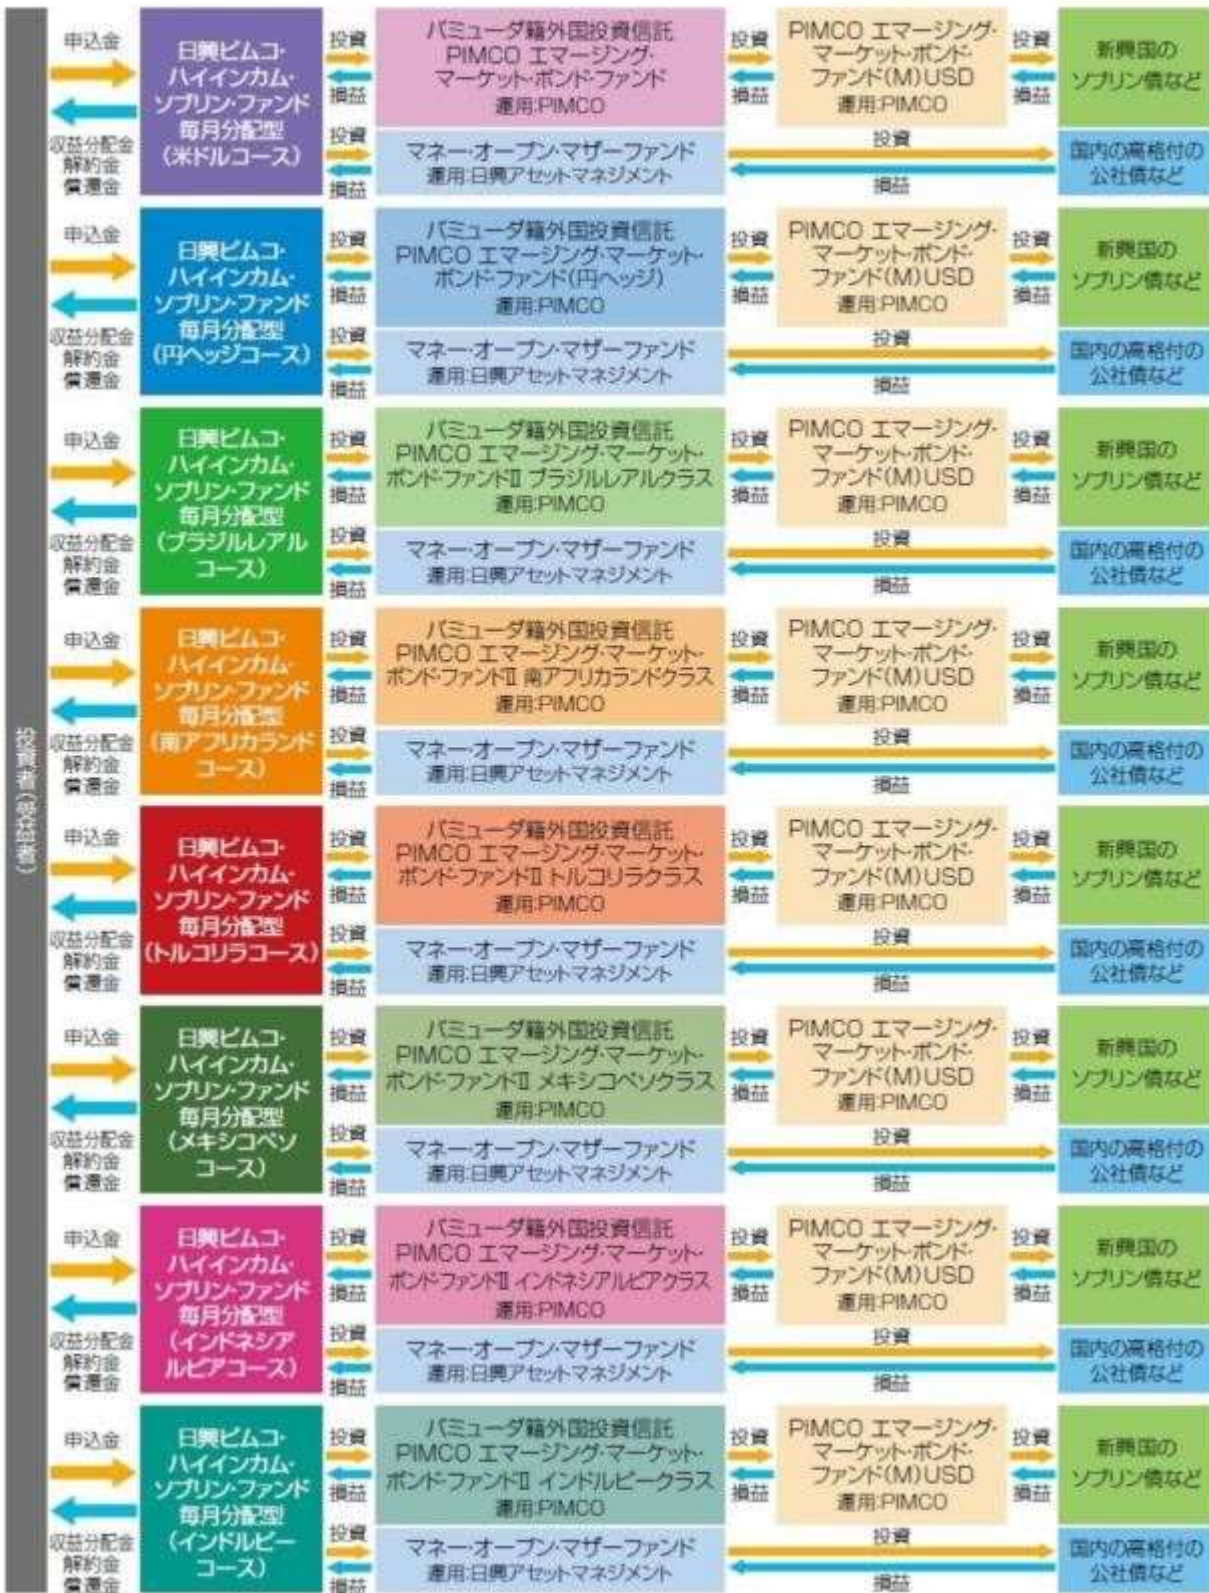 投資者(受益者)
申込金
収益分配金
解約金
償還金
日興ピムコ・
ハイインカム・
ソブリン・ファンド
毎月分配型
(米ドルコース)
投資
損益
投資
損益
バミューダ籍外国投資信託
PIMCO エマージング・
マーケット・ボンド・ファンド
運用:PIMCO
投資
損益
PIMCO エマージング・
マーケット・ボンド・
ファンド(M)USD
運用:PIMCO
投資
損益
新興国の
ソブリン債など
マネー・オープン・マザーファンド
運用:日興アセットマネジメント
投資
損益
国内の高格付の
公社債など
申込金
収益分配金
解約金
償還金
日興ピムコ・
ハイインカム・
ソブリン・ファンド
毎月分配型
(円ヘッジコース)
投資
損益
投資
損益
バミューダ籍外国投資信託
PIMCO エマージング・マーケット・
ボンド・ファンド(円ヘッジ)
運用:PIMCO
投資
損益
PIMCO エマージング・
マーケット・ボンド・
ファンド(M)USD
運用:PIMCO
投資
損益
新興国の
ソブリン債など
マネー・オープン・マザーファンド
運用:日興アセットマネジメント
投資
損益
国内の高格付の
公社債など
申込金
収益分配金
解約金
償還金
日興ピムコ・
ハイインカム・
ソブリン・ファンド
毎月分配型
(ブラジルレアル
コース)
投資
損益
投資
損益
バミューダ籍外国投資信託
PIMCO エマージング・マーケット・
ボンド・ファンドⅡ ブラジルレアルクラス
運用:PIMCO
投資
損益
PIMCO エマージング・
マーケット・ボンド・
ファンド(M)USD
運用:PIMCO
投資
損益
新興国の
ソブリン債など
マネー・オープン・マザーファンド
運用:日興アセットマネジメント
投資
損益
国内の高格付の
公社債など
申込金
収益分配金
解約金
償還金
日興ピムコ・
ハイインカム・
ソブリン・ファンド
毎月分配型
(南アフリカランド
コース)
投資
損益
投資
損益
バミューダ籍外国投資信託
PIMCO エマージング・マーケット・
ボンド・ファンドⅡ 南アフリカランドクラス
運用:PIMCO
投資
損益
PIMCO エマージング・
マーケット・ボンド・
ファンド(M)USD
運用:PIMCO
投資
損益
新興国の
ソブリン債など
マネー・オープン・マザーファンド
運用:日興アセットマネジメント
投資
損益
国内の高格付の
公社債など
申込金
収益分配金
解約金
償還金
日興ピムコ・
ハイインカム・
ソブリン・ファンド
毎月分配型
(トルコリラコース)
投資
損益
投資
損益
バミューダ籍外国投資信託
PIMCO エマージング・マーケット・
ボンド・ファンドⅡ トルコリラクラス
運用:PIMCO
投資
損益
PIMCO エマージング・
マーケット・ボンド・
ファンド(M)USD
運用:PIMCO
投資
損益
新興国の
ソブリン債など
マネー・オープン・マザーファンド
運用:日興アセットマネジメント
投資
損益
国内の高格付の
公社債など
申込金
収益分配金
解約金
償還金
日興ピムコ・
ハイインカム・
ソブリン・ファンド
毎月分配型
(メキシコペソ
コース)
投資
損益
投資
損益
バミューダ籍外国投資信託
PIMCO エマージング・マーケット・
ボンド・ファンドⅡ メキシコペソクラス
運用:PIMCO
投資
損益
PIMCO エマージング・
マーケット・ボンド・
ファンド(M)USD
運用:PIMCO
投資
損益
新興国の
ソブリン債など
マネー・オープン・マザーファンド
運用:日興アセットマネジメント
投資
損益
国内の高格付の
公社債など
申込金
収益分配金
解約金
償還金
日興ピムコ・
ハイインカム・
ソブリン・ファンド
毎月分配型
(インドネシア
ルピアコース)
投資
損益
投資
損益
バミューダ籍外国投資信託
PIMCO エマージング・マーケット・
ボンド・ファンドⅡ インドネシアルピアクラス
運用:PIMCO
投資
損益
PIMCO エマージング・
マーケット・ボンド・
ファンド(M)USD
運用:PIMCO
投資
損益
新興国の
ソブリン債など
マネー・オープン・マザーファンド
運用:日興アセットマネジメント
投資
損益
国内の高格付の
公社債など
申込金
収益分配金
解約金
償還金
日興ピムコ・
ハイインカム・
ソブリン・ファンド
毎月分配型
(インドルピー
コース)
投資
損益
投資
損益
バミューダ籍外国投資信託
PIMCO エマージング・マーケット・
ボンド・ファンドⅡ インドルピークラス
運用:PIMCO
投資
損益
PIMCO エマージング・
マーケット・ボンド・
ファンド(M)USD
運用:PIMCO
投資
損益
新興国の
ソブリン債など
マネー・オープン・マザーファンド
運用:日興アセットマネジメント
投資
損益
国内の高格付の
公社債など